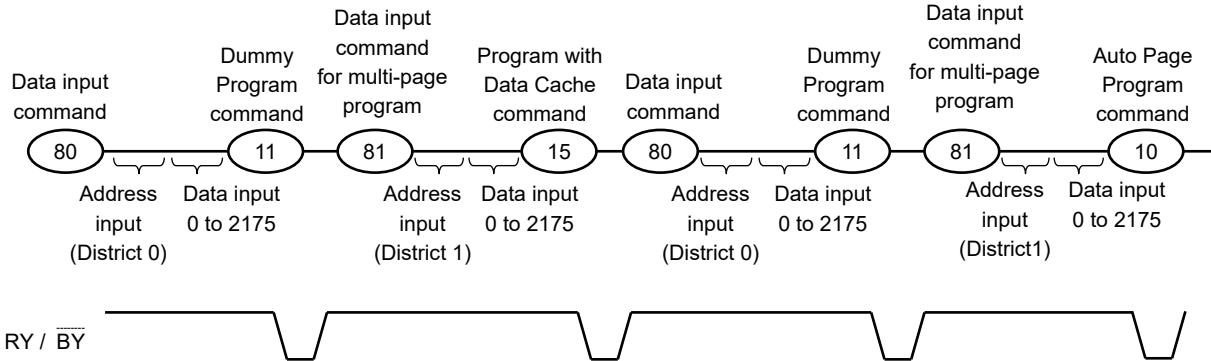 Data input
command
Dummy
Program
command
Data input
command
for multi-page
program
Program with
Data Cache
command
Data input
command
Dummy
Program
command
Data input
command
for multi-page
program
Auto Page
Program
command
80
11
81
15
80
11
81
10
Address
input
(District 0)
Data input
0 to 2175
Address
input
(District 1)
Data input
0 to 2175
Address
input
(District 0)
Data input
0 to 2175
Address
input
(District1)
Data input
0 to 2175
RY / BY